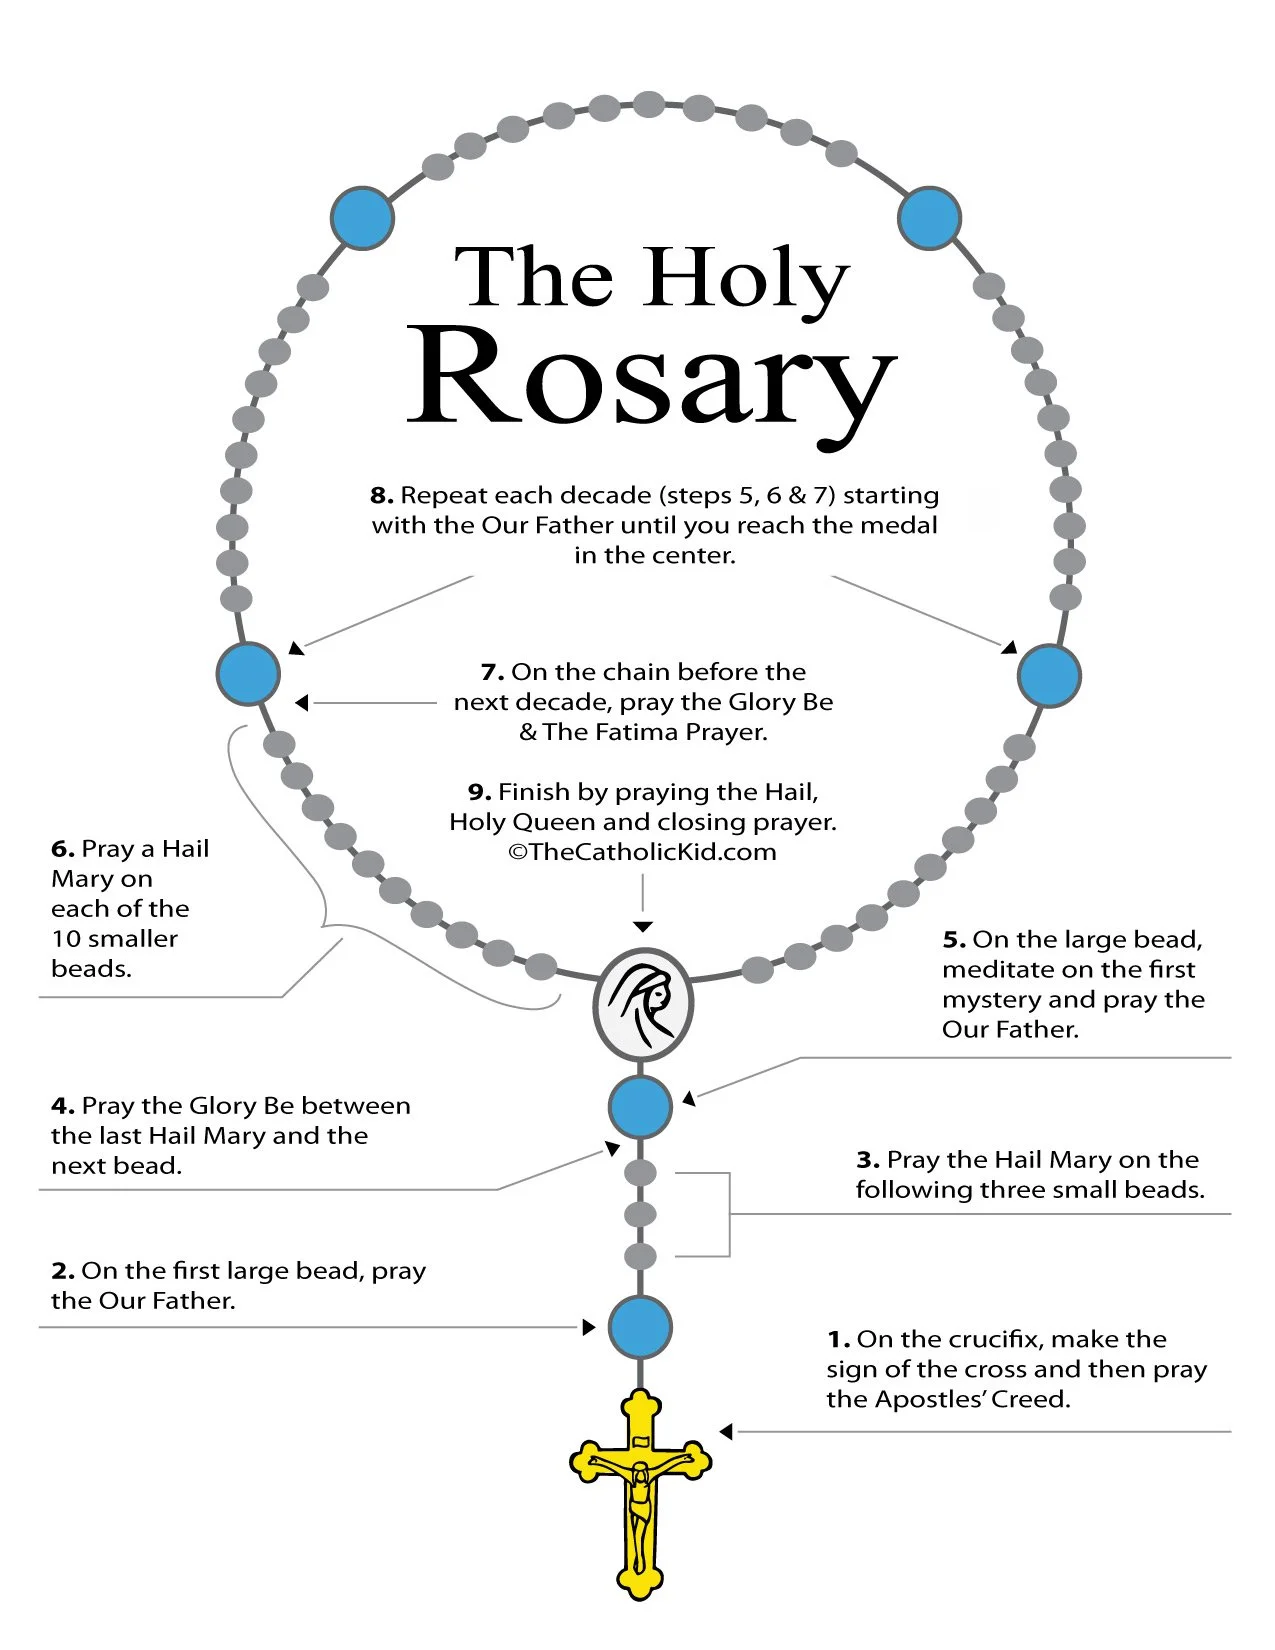 The Holy
Rosary
8. Repeat each decade (steps 5, 6 & 7) starting
with the Our Father until you reach the medal
in the center.
7. On the chain before the
next decade, pray the Glory Be
& The Fatima Prayer.
9. Finish by praying the Hail,
Holy Queen and closing prayer.
©TheCatholicKid.com
6. Pray a Hail
Mary on
each of the
10 smaller
beads.
5. On the large bead,
meditate on the first
mystery and pray the
Our Father.
4. Pray the Glory Be between
the last Hail Mary and the
next bead.
3. Pray the Hail Mary on the
following three small beads.
2. On the first large bead, pray
the Our Father.
1. On the crucifix, make the
sign of the cross and then pray
the Apostles’ Creed.